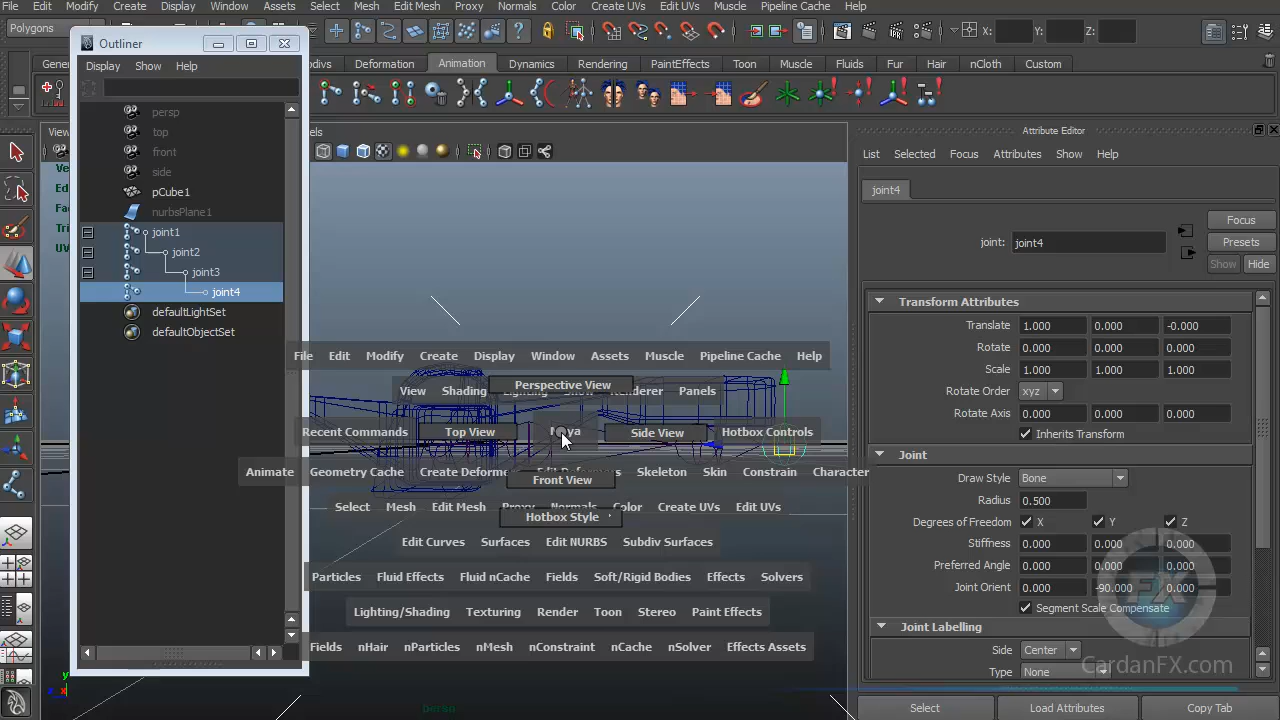 File Edit Modify Create Display Window Assets Select Mesh Edit Mesh Proxy Normals Color Create UVs Edit UVs Muscle Pipeline Cache Help
Polygons
X: Y: Z:
Outliner
Display Show Help
Deformation Animation Dynamics Rendering PaintEffects Toon Muscle Fluids Fur Hair nCloth Custom
persp
top
front
side
pCube1
nurbsPlane1
joint1
joint2
joint3
joint4
defaultLightSet
defaultObjectSet
File Edit Modify Create Display Window Assets Muscle Pipeline Cache Help
Perspective View
View Shading Lighting Show Renderer Panels
Recent Commands Top View Maya Side View Hotbox Controls
Animate Geometry Cache Create Deformers Edit Deformers Skeleton Skin Constrain Character
Front View
Select Mesh Edit Mesh Proxy Normals Color Create UVs Edit UVs
Hotbox Style
Edit Curves Surfaces Edit NURBS Subdiv Surfaces
Particles Fluid Effects Fluid nCache Fields Soft/Rigid Bodies Effects Solvers
Lighting/Shading Texturing Render Toon Stereo Paint Effects
Fields nHair nParticles nMesh nConstraint nCache nSolver Effects Assets
Persp
y
z x
Attribute Editor
List Selected Focus Attributes Show Help
joint4
Focus
Presets
Show Hide
joint: joint4
Transform Attributes
Translate 1.000 0.000 -0.000
Rotate 0.000 0.000 0.000
Scale 1.000 1.000 1.000
Rotate Order xyz
Rotate Axis 0.000 0.000 0.000
Inherits Transform
Joint
Draw Style Bone
Radius 0.500
Degrees of Freedom X Y Z
Stiffness 0.000 0.000 0.000
Preferred Angle 0.000 0.000 0.000
Joint Orient 0.000 -90.000 0.000
Segment Scale Compensate
Joint Labelling
Side Center
Type None
FX
CardanFX.com
Select Load Attributes Copy Tab